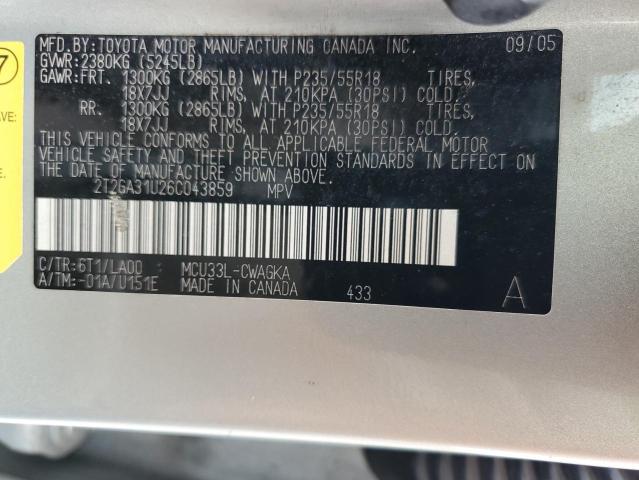 MFD.BY:TOYOTA MOTOR MANUFACTURING CANADA INC. 09/05
GVWR:2380KG (5245LB)
GAWR:FRT. 1300KG (2865LB) WITH P235/55R18 TIRES,
18X7JJ RIMS, AT 210KPA (30PSI) COLD.
RR. 1300KG (2865LB) WITH P235/55R18 TIRES,
18X7JJ RIMS, AT 210KPA (30PSI) COLD.
THIS VEHICLE CONFORMS TO ALL APPLICABLE FEDERAL MOTOR
VEHICLE SAFETY AND THEFT PREVENTION STANDARDS IN EFFECT ON
THE DATE OF MANUFACTURE SHOWN ABOVE.
2T2GA31U26C043859 MPV
C/TR:6T1/LA00 MCU33L-CWAGKA
A/TM:-01A/U151E MADE IN CANADA 433 A
7
AVE: